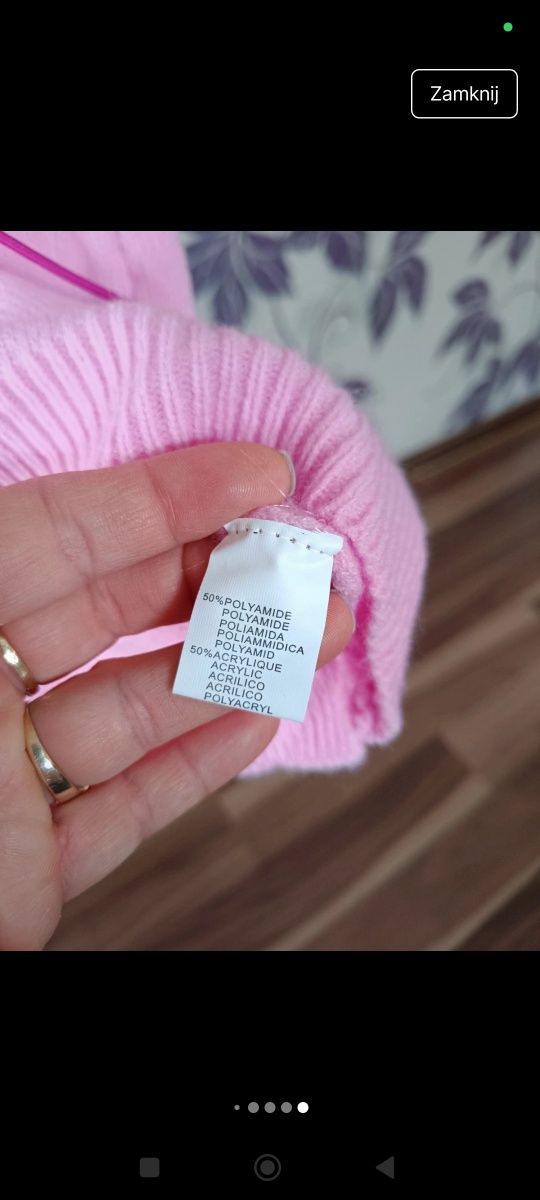 Zamknij
50%POLYAMIDE
POLYAMIDE
POLIAMIDA
POLIAMMIDICA
POLYAMID
50%ACRYLIQUE
ACRYLIC
ACRILICO
ACRILICO
POLYACRYL